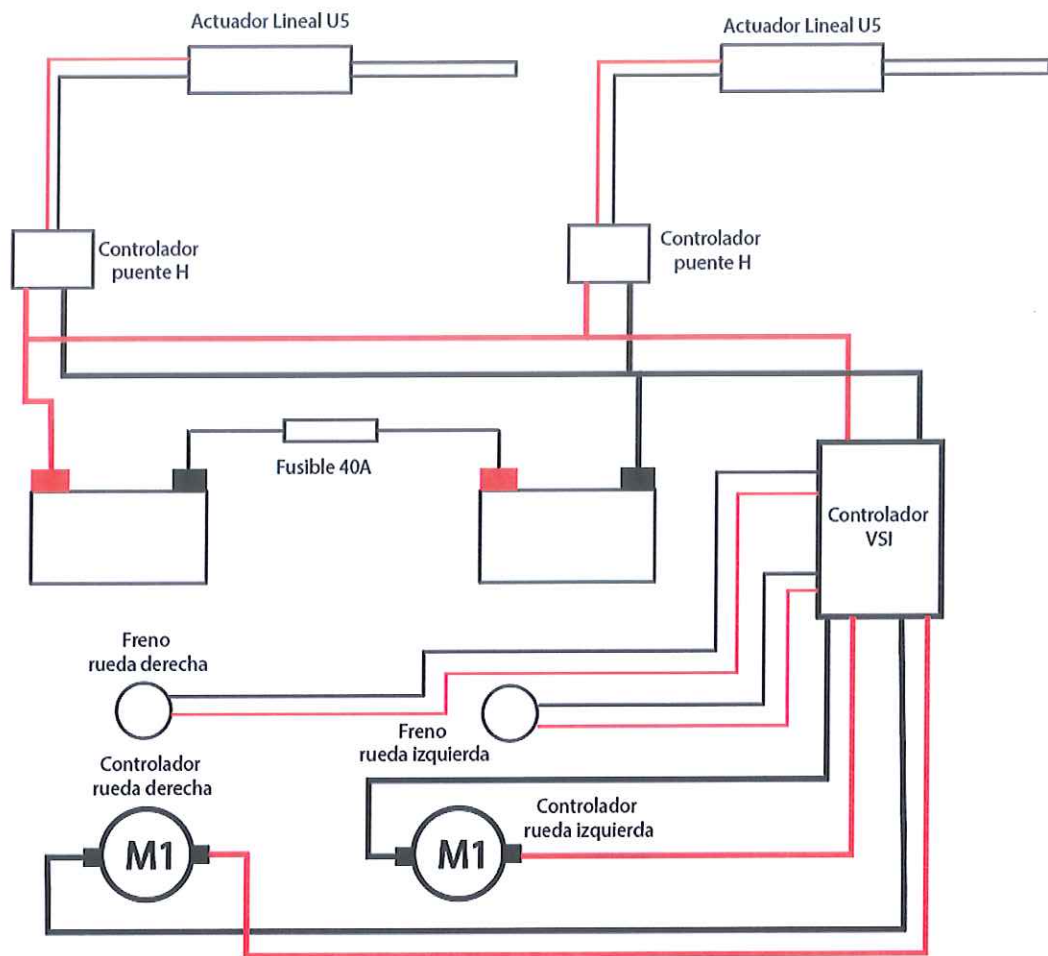 Actuador Lineal U5
Actuador Lineal U5
Controlador
puente H
Controlador
puente H
Fusible 40A
Controlador
VSI
Freno
rueda derecha
Freno
rueda izquierda
Controlador
rueda derecha
Controlador
rueda izquierda
M1
M1